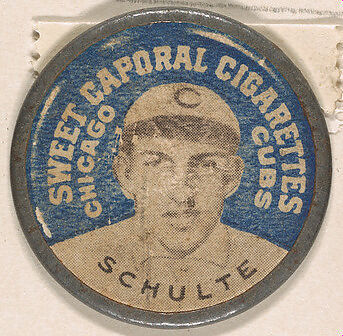 SWEET CAPORAL CIGARETTES
CHICAGO
CUBS
C
SCHULTE